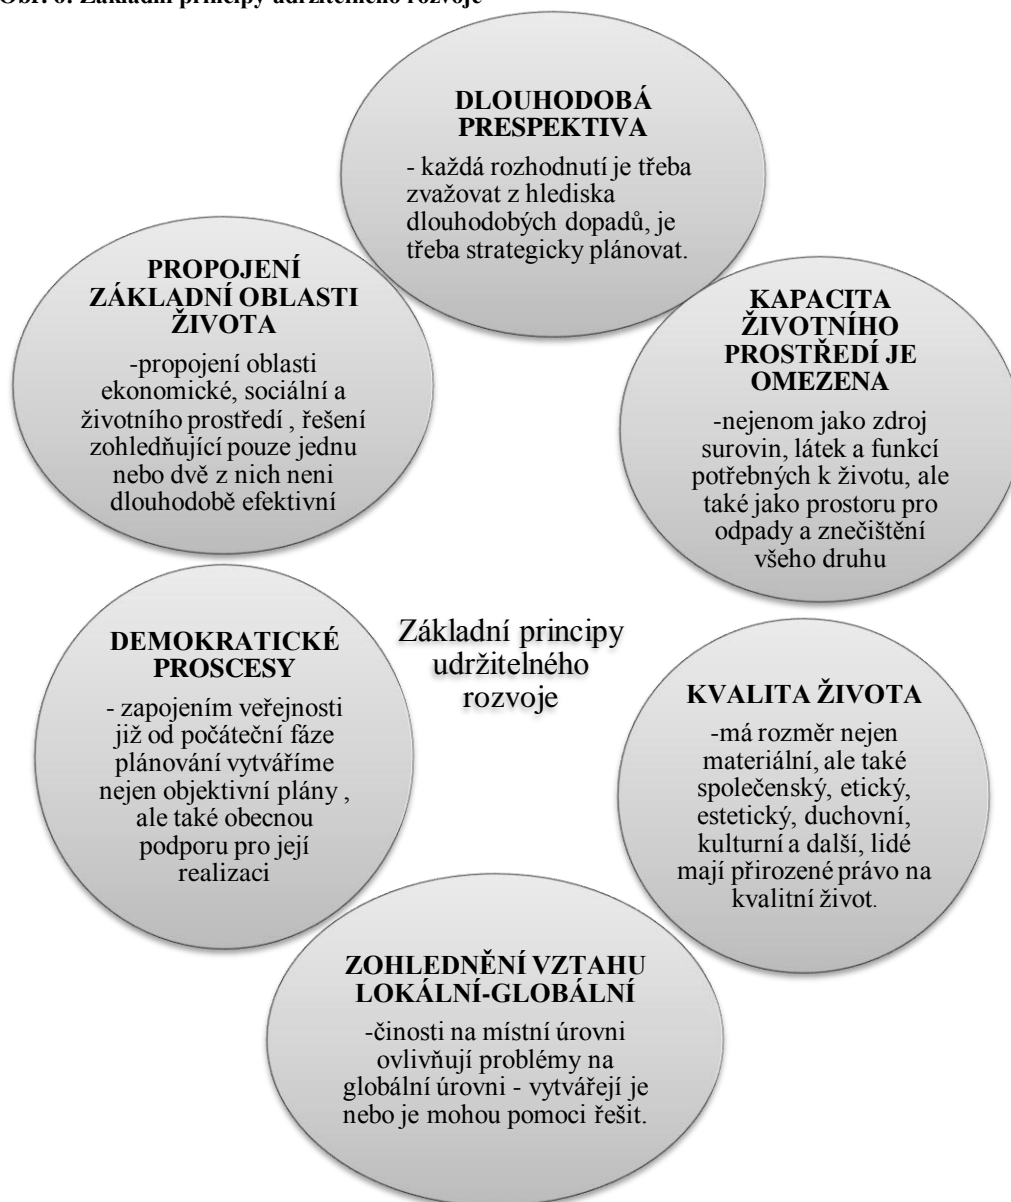 Obr. 6: Základní principy udržitelného rozvoje
DLOUHODOBÁ
PRESPEKTIVA
- každá rozhodnutí je třeba
zvažovat z hlediska
dlouhodobých dopadů, je
třeba strategicky plánovat.
PROPOJENÍ
ZÁKLADNÍ OBLASTI
ŽIVOTA
-propojení oblasti
ekonomické, sociální a
životního prostředí , řešení
zohledňující pouze jednu
nebo dvě z nich neni
dlouhodobě efektivní
KAPACITA
ŽIVOTNÍHO
PROSTŘEDÍ JE
OMEZENA
-nejenom jako zdroj
surovin, látek a funkcí
potřebných k životu, ale
také jako prostoru pro
odpady a znečištění
všeho druhu
DEMOKRATICKÉ
PROSCESY
- zapojením veřejnosti
již od počáteční fáze
plánování vytváříme
nejen objektivní plány ,
ale také obecnou
podporu pro její
realizaci
Základní principy
udržitelného
rozvoje
KVALITA ŽIVOTA
-má rozměr nejen
materiální, ale také
společenský, etický,
estetický, duchovní,
kulturní a další, lidé
mají přirozené právo na
kvalitní život.
ZOHLEDNĚNÍ VZTAHU
LOKÁLNÍ-GLOBÁLNÍ
-činosti na místní úrovni
ovlivňují problémy na
globální úrovni - vytvářejí je
nebo je mohou pomoci řešit.